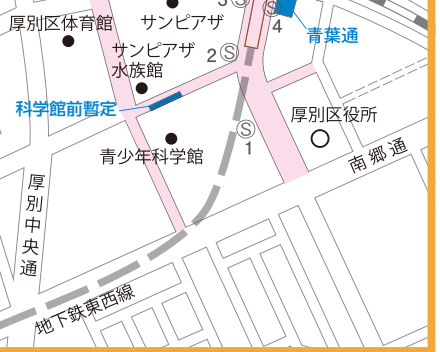 3 Ⓢ
Ⓢ
4
厚別区体育館
サンピアザ
青葉通
サンピアザ
水族館
2 Ⓢ
科学館前暫定
厚別区役所
Ⓢ
1
青少年科学館
南郷通
厚別中央通
地下鉄東西線